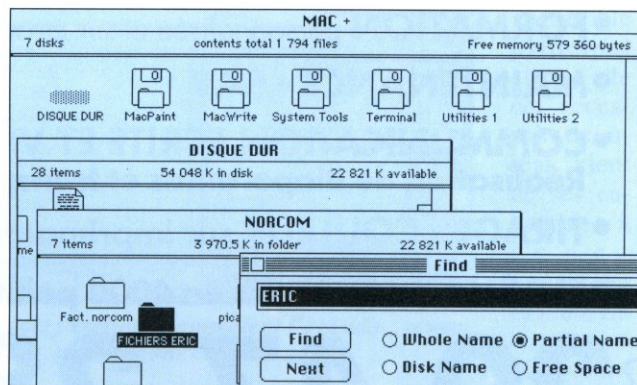 MAC +
7 disks contents total 1 794 files Free memory 579 360 bytes
DISQUE DUR MacPaint MacWrite System Tools Terminal Utilities 1 Utilities 2
DISQUE DUR
28 items 54 048 K in disk 22 821 K available
NORCOM
7 items 3 970.5 K in folder 22 821 K available
me
Find
ERIC
Fact. norcom pica
FICHIERS ERIC
Find Whole Name Partial Name
Next Disk Name Free Space